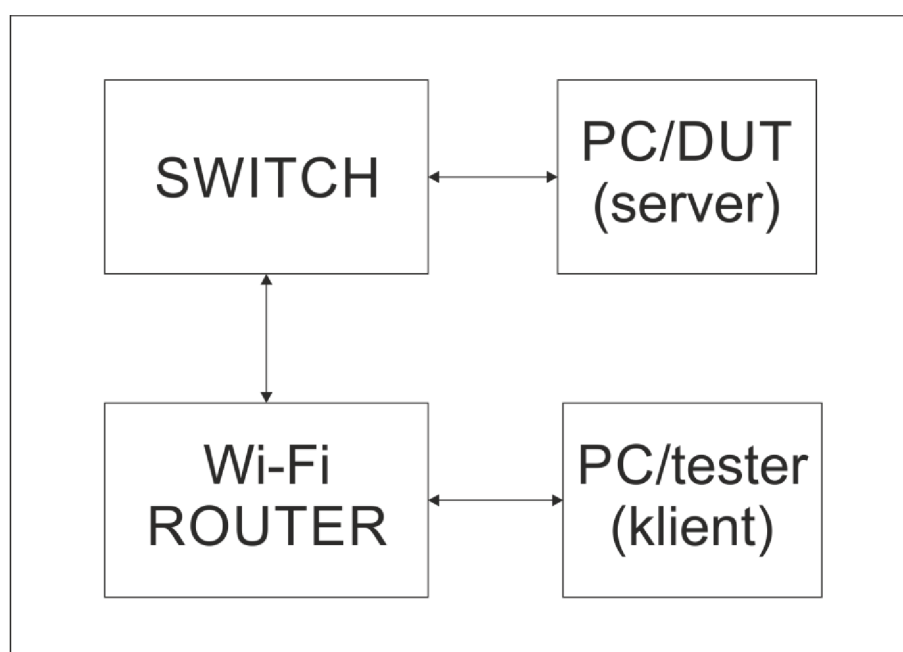 SWITCH
PC/DUT
(server)
Wi-Fi
ROUTER
PC/tester
(klient)